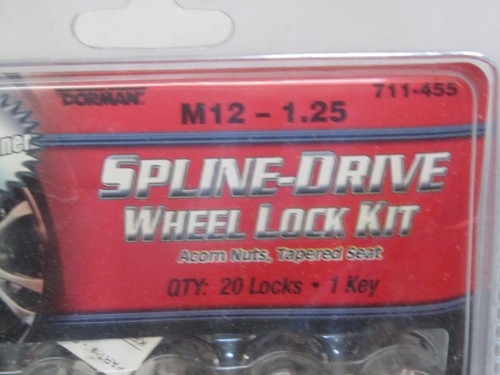 DORMAN
711-455
M12 - 1.25
ner
SPLINE-DRIVE
WHEEL LOCK KIT
Acorn Nuts, Tapered Seat
QTY: 20 Locks • 1 Key